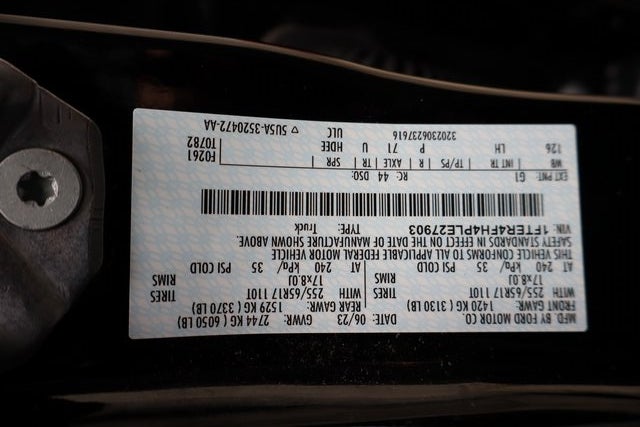 MFD. BY FORD MOTOR CO.
DATE: 06/23 GVWR: 2744 KG ( 6050 LB)
FRONT GAWR: 1420 KG ( 3130 LB) REAR GAWR: 1529 KG ( 3370 LB)
WITH 255/65R17 110T TIRES WITH 255/65R17 110T TIRES
17x8.0J RIMS 17x8.0J RIMS
AT 240 kPa/ 35 PSI COLD AT 240 kPa/ 35 PSI COLD
THIS VEHICLE CONFORMS TO ALL APPLICABLE FEDERAL MOTOR VEHICLE
SAFETY STANDARDS IN EFFECT ON THE DATE OF MANUFACTURE SHOWN ABOVE.
VIN: 1FTER4FH4PLE27903 TYPE: Truck
EXT PNT: G1 RC: 44 DSO:
WB INT TR TP/PS R AXLE TR SPR F0261
126 LH P 71 U HDEE T0782
3202306237616 ULC ▽ 5U5A-3520472-AA